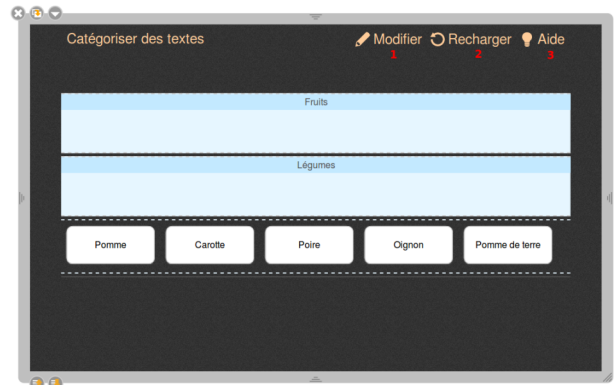 Catégoriser des textes Modifier Recharger Aide
1 2 3
Fruits
Légumes
Pomme Carotte Poire Oignon Pomme de terre